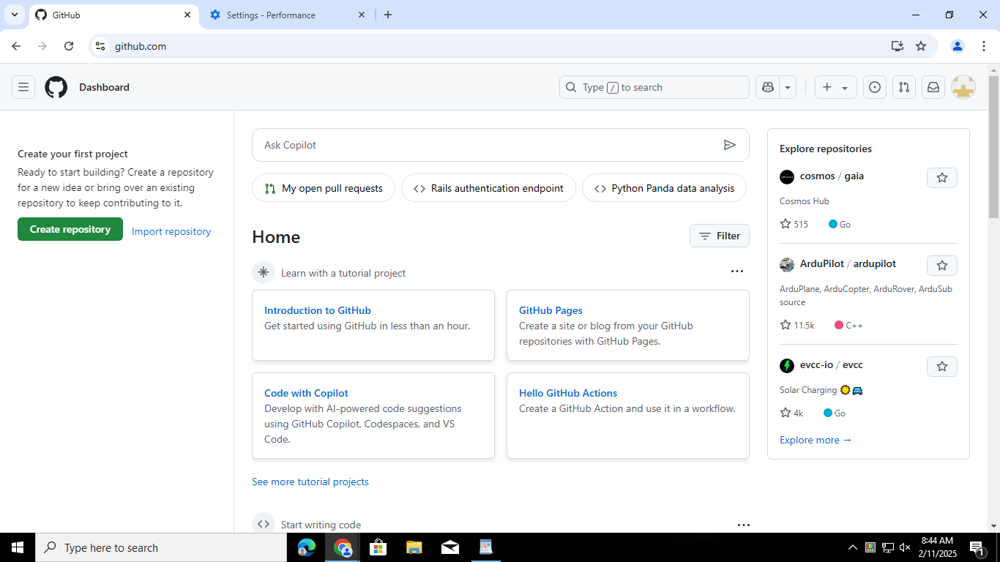 GitHub
Settings - Performance
github.com
Dashboard
Type / to search
Create your first project
Ready to start building? Create a repository
for a new idea or bring over an existing
repository to keep contributing to it.
Create repository
Import repository
Ask Copilot
My open pull requests
Rails authentication endpoint
Python Panda data analysis
Home
Filter
Learn with a tutorial project
Introduction to GitHub
Get started using GitHub in less than an hour.
GitHub Pages
Create a site or blog from your GitHub
repositories with GitHub Pages.
Code with Copilot
Develop with AI-powered code suggestions
using GitHub Copilot, Codespaces, and VS
Code.
Hello GitHub Actions
Create a GitHub Action and use it in a workflow.
See more tutorial projects
Start writing code
Explore repositories
cosmos / gaia
Cosmos Hub
515
Go
ArduPilot / ardupilot
ArduPlane, ArduCopter, ArduRover, ArduSub
source
11.5k
C++
evcc-io / evcc
Solar Charging
4k
Go
Explore more →
Type here to search
8:44 AM
2/11/2025
1